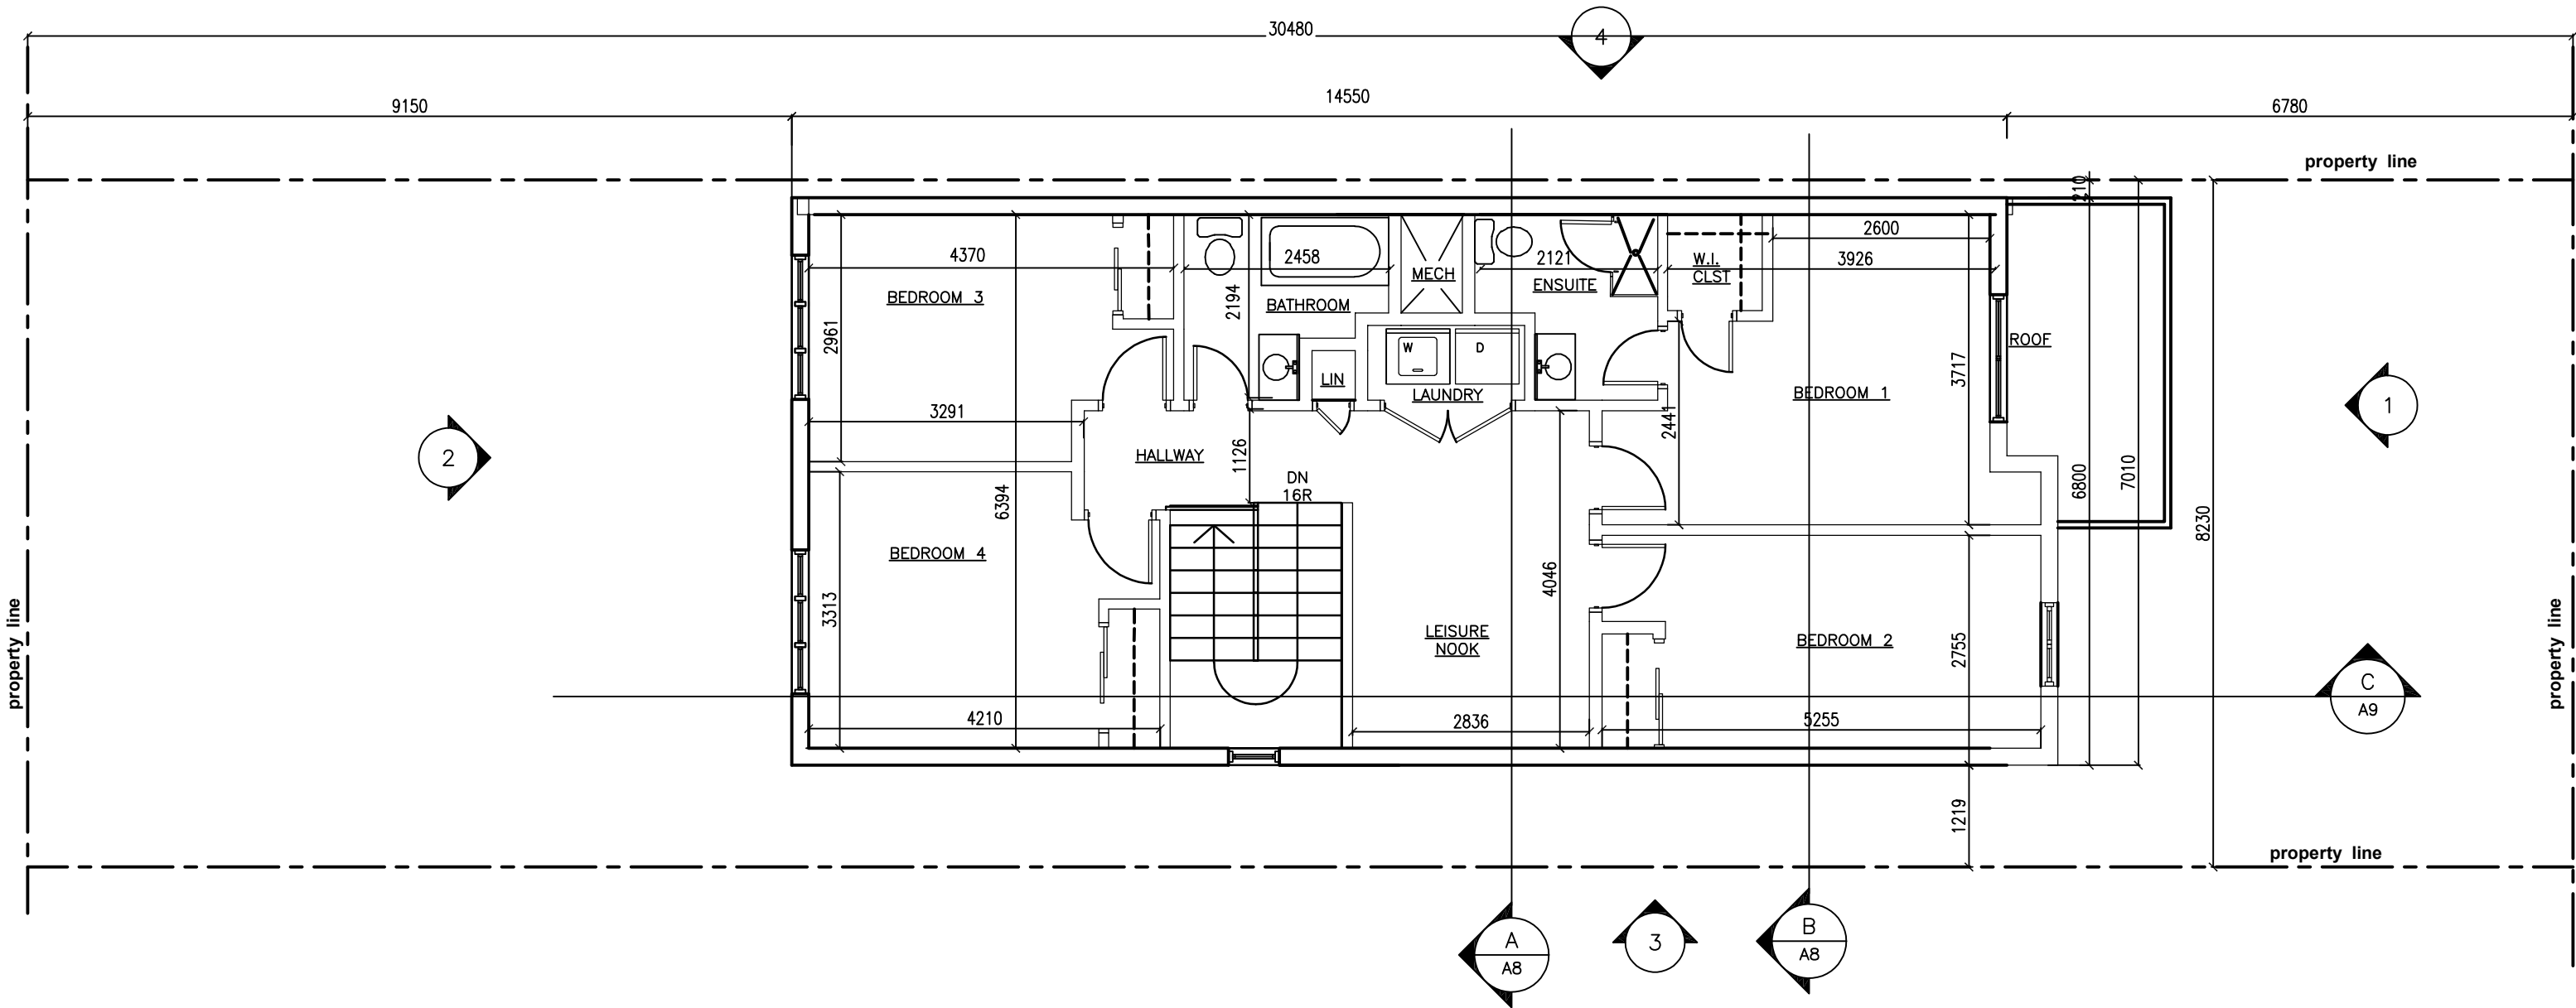 4
30480
9150
14550
6780
property line
210
2600
4370
2458
MECH
2121
ENSUITE
W.I.
CLST
3926
BEDROOM 3
2194
BATHROOM
2961
W
D
ROOF
LIN
LAUNDRY
3717
BEDROOM 1
1
3291
2441
2
HALLWAY
1126
DN
16R
6394
6800
7010
8230
BEDROOM 4
3313
4046
LEISURE
NOOK
BEDROOM 2
2755
property line
property line
C
A9
4210
2836
5255
1219
property line
A
A8
3
B
A8